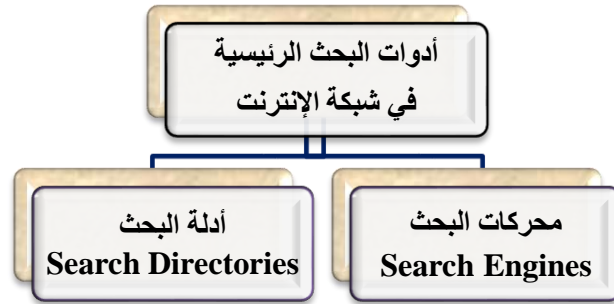 أدوات البحث الرئيسية
في شبكة الإنترنت
محركات البحث
Search Engines
أدلة البحث
Search Directories